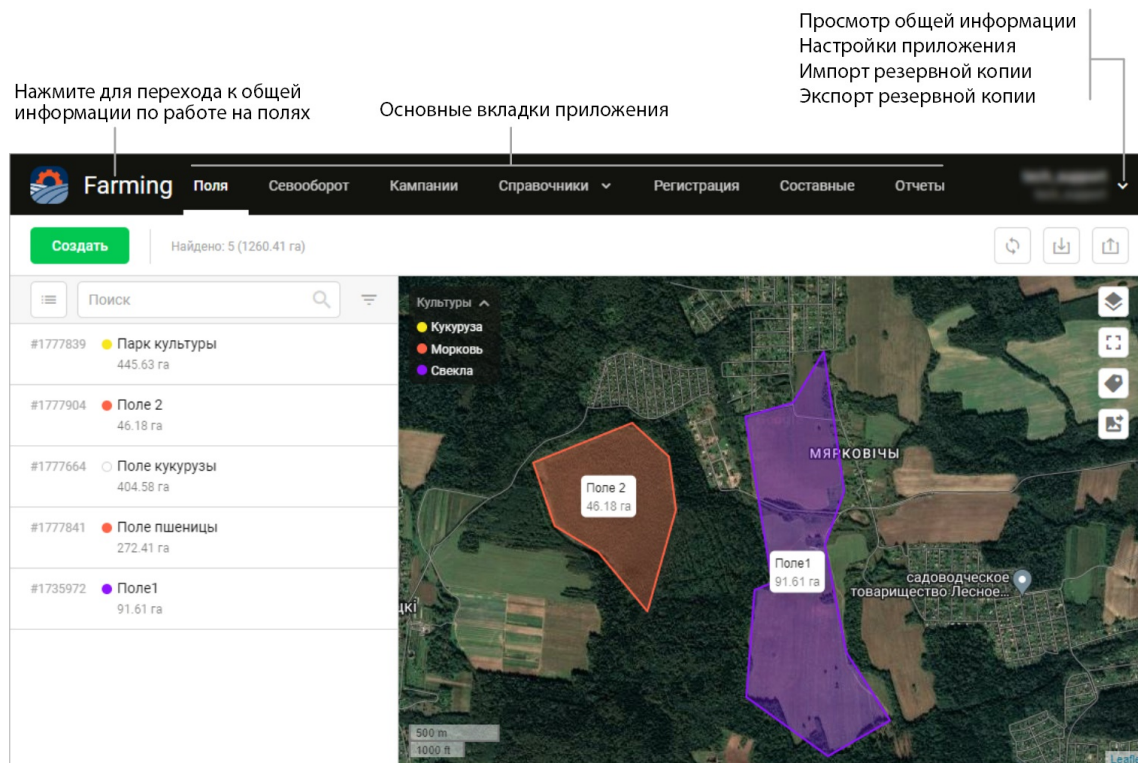 Просмотр общей информации
Настройки приложения
Импорт резервной копии
Экспорт резервной копии
Нажмите для перехода к общей
информации по работе на полях
Основные вкладки приложения
Farming
Поля
Севооборот
Кампании
Справочники
Регистрация
Составные
Отчеты
Создать
Найдено: 5 (1260.41 га)
Поиск
#1777839
Парк культуры
445.63 га
#1777904
Поле 2
46.18 га
#1777664
Поле кукурузы
404.58 га
#1777841
Поле пшеницы
272.41 га
#1735972
Поле1
91.61 га
Культуры
Кукуруза
Морковь
Свекла
МЯРКОВІЧЫ
Поле 2
46.18 га
Поле1
91.61 га
садоводческое
товарищество Лесное...
цкі
500 m
1000 ft
Leafle